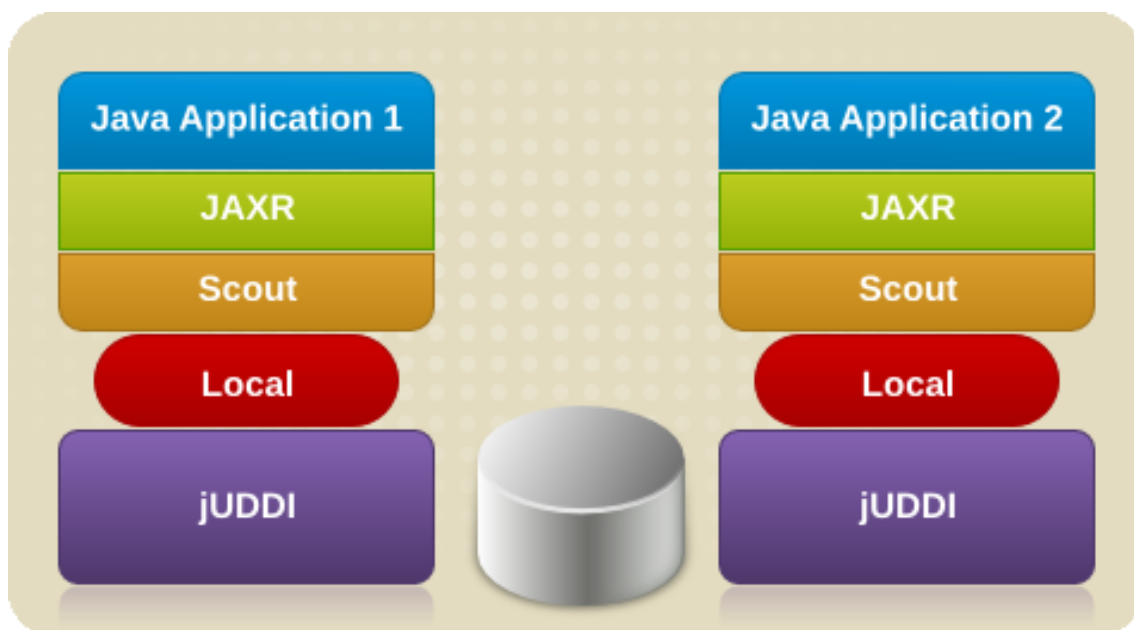 Java Application 1
JAXR
Scout
Local
jUDDI
Java Application 2
JAXR
Scout
Local
jUDDI